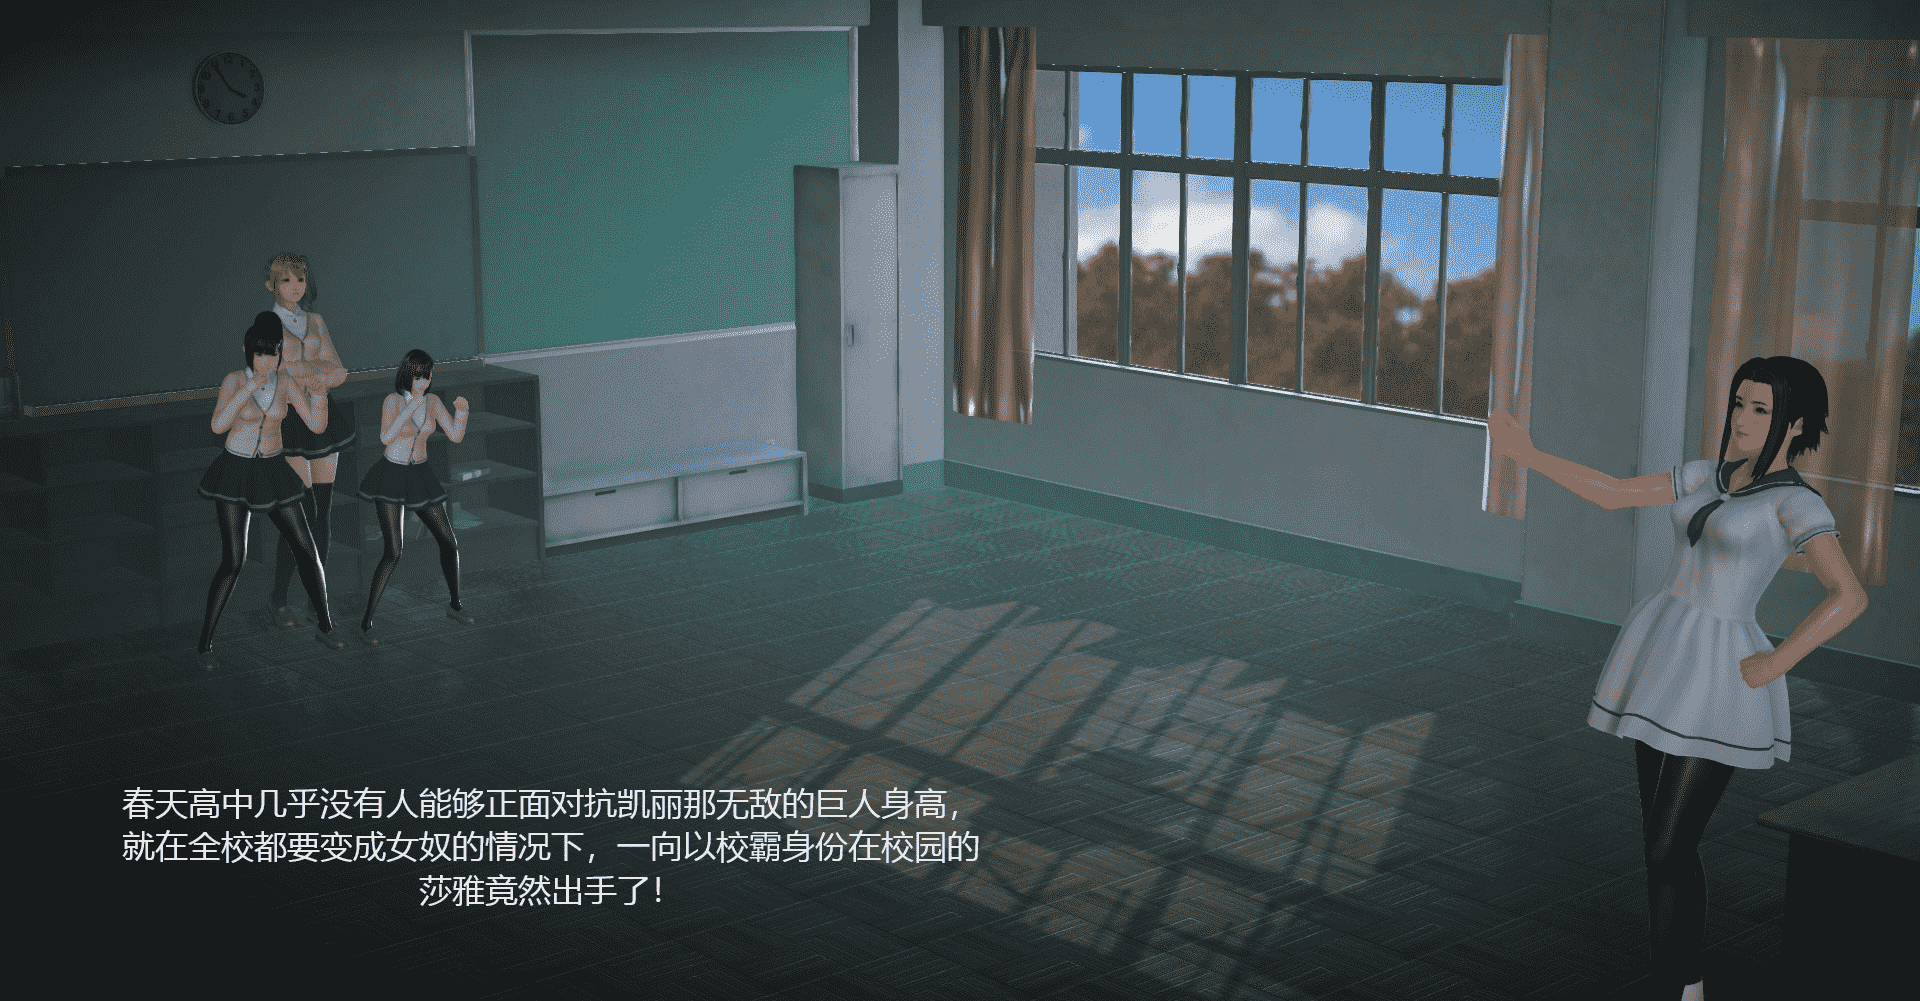 春天高中几乎没有人能够正面对抗凯丽那无敌的巨人身高，
就在全校都要变成女奴的情况下，一向以校霸身份在校园的
莎雅竟然出手了！